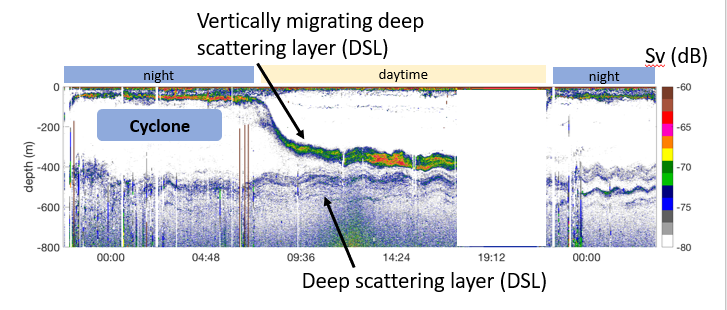 Vertically migrating deep
scattering layer (DSL)
Sv (dB)
night
daytime
night
0
-200
-400
-600
-800
depth (m)
Cyclone
-60
-65
-70
-75
-80
00:00
04:48
09:36
14:24
19:12
00:00
Deep scattering layer (DSL)